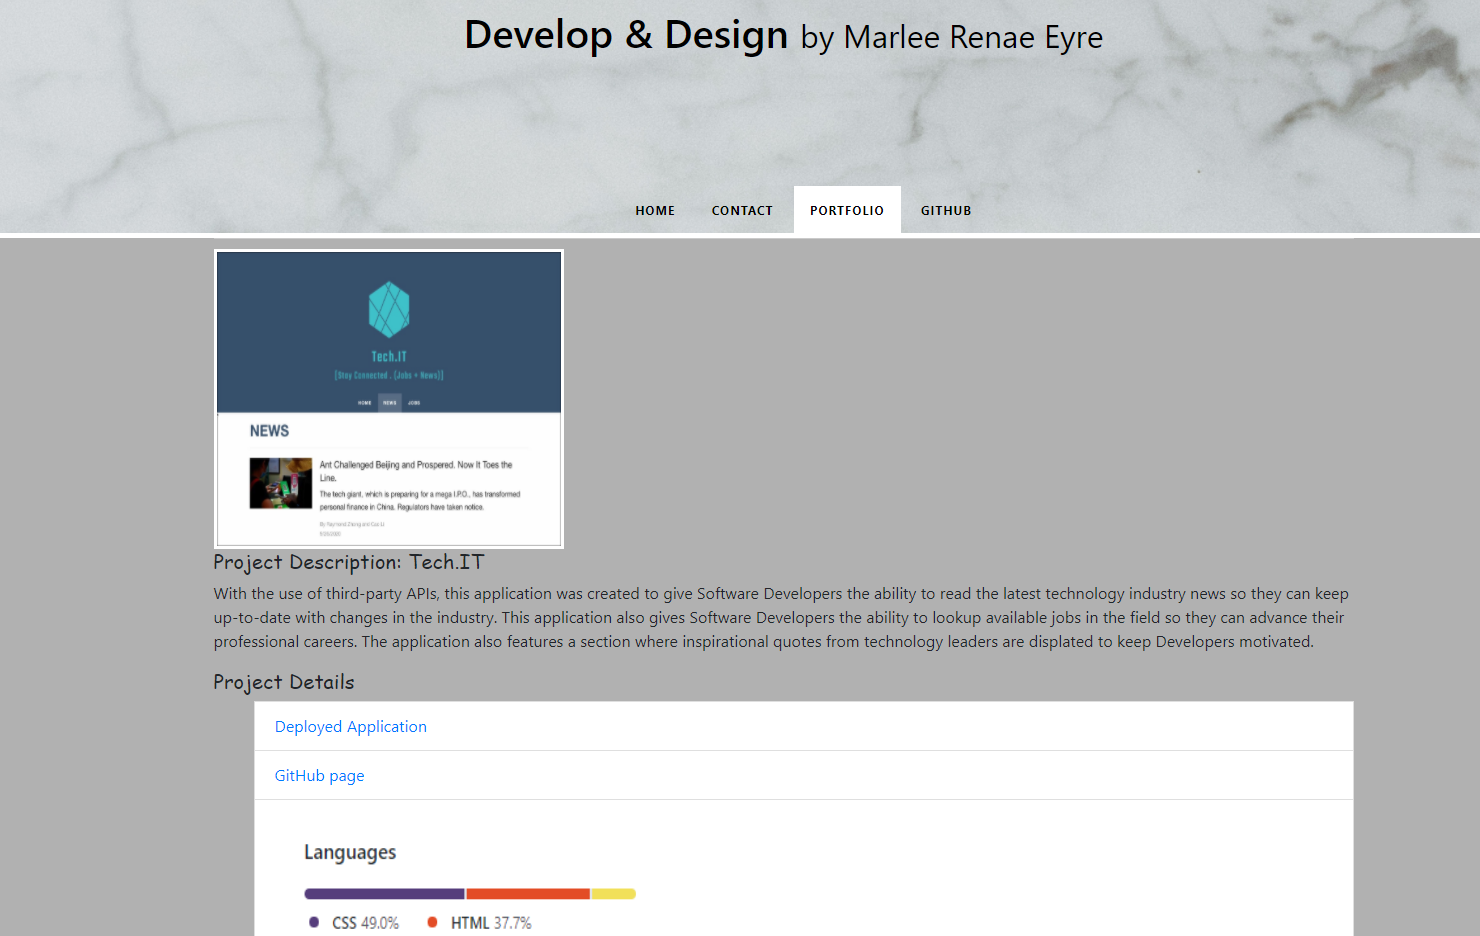 Develop & Design by Marlee Renae Eyre
HOME CONTACT PORTFOLIO GITHUB
Tech.IT
[Stay Connected.. {Jobs + News}]
HOME NEWS JOBS
NEWS
Ant Challenged Beijing and Prospered. Now It Toes the
Line.
The tech giant, which is preparing for a mega I.P.O., has transformed
personal finance in China. Regulators have taken notice.
By Raymond Zhong and Cao Li
Project Description: Tech.IT
With the use of third-party APIs, this application was created to give Software Developers the ability to read the latest technology industry news so they can keep
up-to-date with changes in the industry. This application also gives Software Developers the ability to lookup available jobs in the field so they can advance their
professional careers. The application also features a section where inspirational quotes from technology leaders are displated to keep Developers motivated.
Project Details
Deployed Application
GitHub page
Languages
CSS 49.0% HTML 37.7%